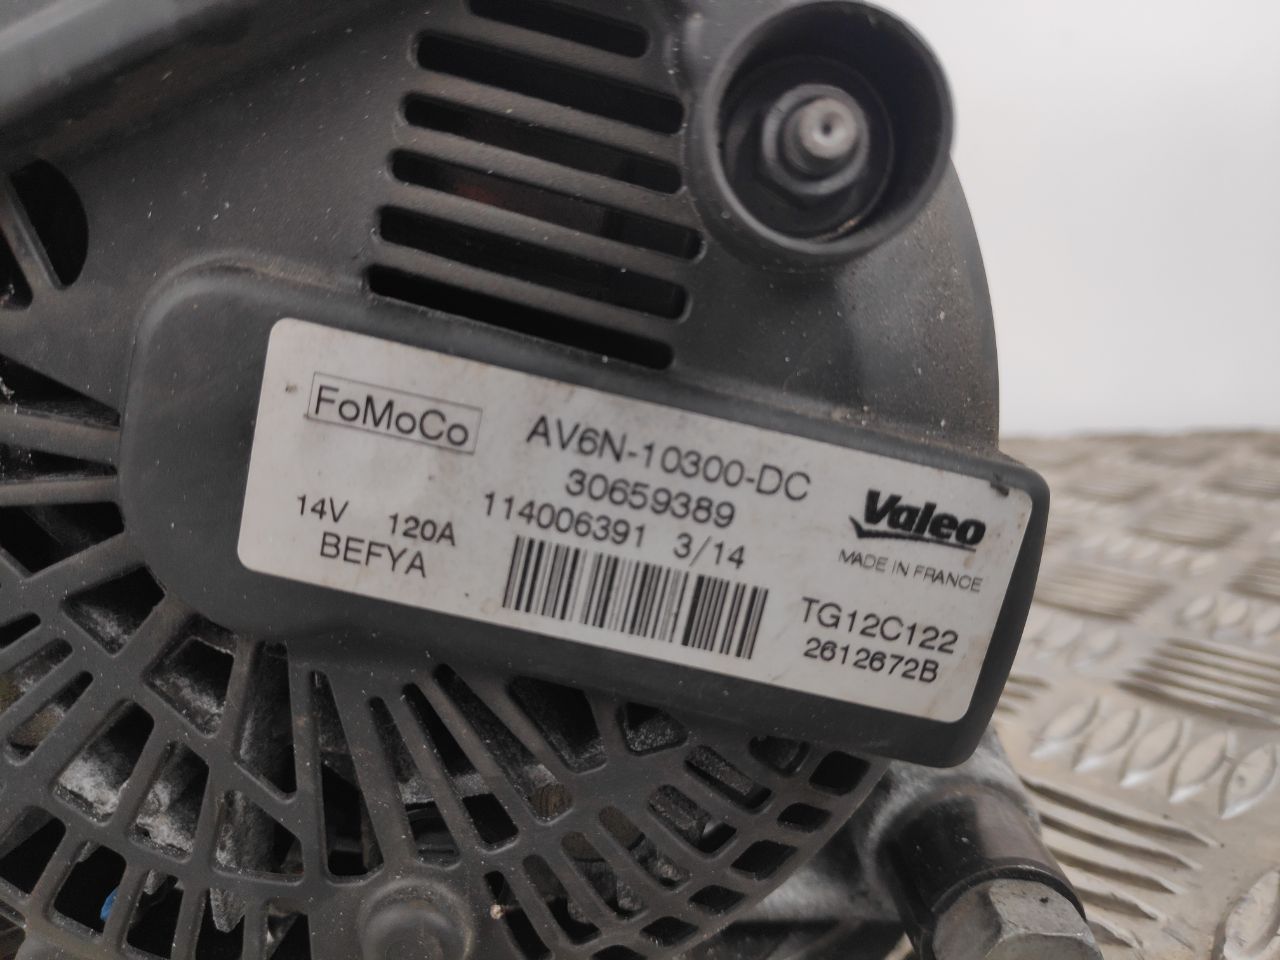 FoMoCo
AV6N-10300-DC
30659389
14V 120A
114006391 3/14
BEFYA
Valeo
MADE IN FRANCE
TG12C122
2612672B